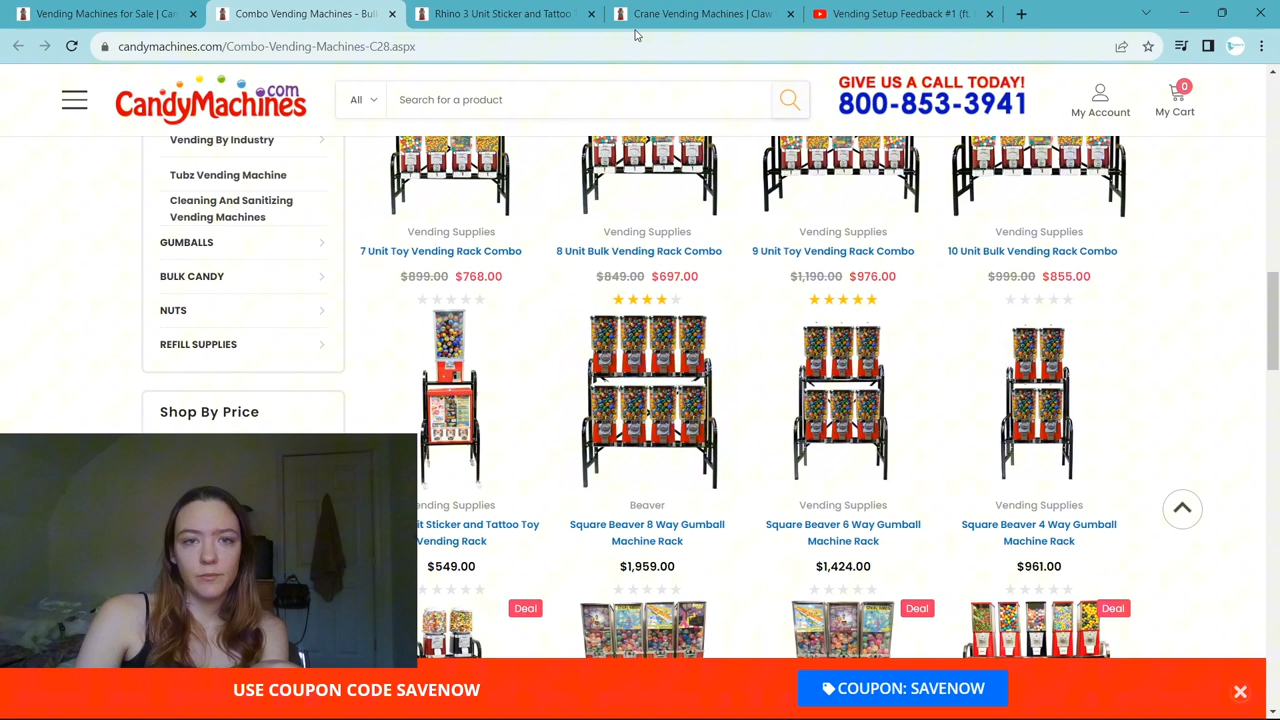 Vending Machines for Sale | Can
Combo Vending Machines - Bulk
Rhino 3 Unit Sticker and Tattoo
Crane Vending Machines | Claw
Vending Setup Feedback #1 (ft.
candymachines.com/Combo-Vending-Machines-C28.aspx
CandyMachines.com
All
Search for a product
GIVE US A CALL TODAY!
800-853-3941
My Account
0
My Cart
Vending By Industry
Tubz Vending Machine
Cleaning And Sanitizing
Vending Machines
GUMBALLS
BULK CANDY
NUTS
REFILL SUPPLIES
Shop By Price
Vending Supplies
Vending Supplies
Vending Supplies
Vending Supplies
7 Unit Toy Vending Rack Combo
8 Unit Bulk Vending Rack Combo
9 Unit Toy Vending Rack Combo
10 Unit Bulk Vending Rack Combo
$899.00 $768.00
$849.00 $697.00
$1,190.00 $976.00
$999.00 $855.00
ending Supplies
Beaver
Vending Supplies
Vending Supplies
it Sticker and Tattoo Toy
Vending Rack
Square Beaver 8 Way Gumball
Machine Rack
Square Beaver 6 Way Gumball
Machine Rack
Square Beaver 4 Way Gumball
Machine Rack
$549.00
$1,959.00
$1,424.00
$961.00
Deal
Deal
Deal
USE COUPON CODE SAVENOW
COUPON: SAVENOW